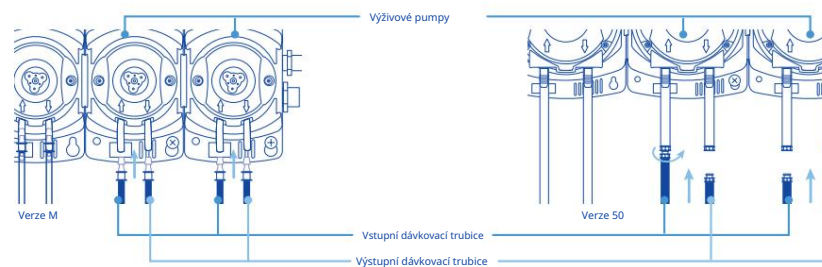 Výživové pumpy
Verze M
Verze 50
Vstupní dávkovací trubice
Výstupní dávkovací trubice